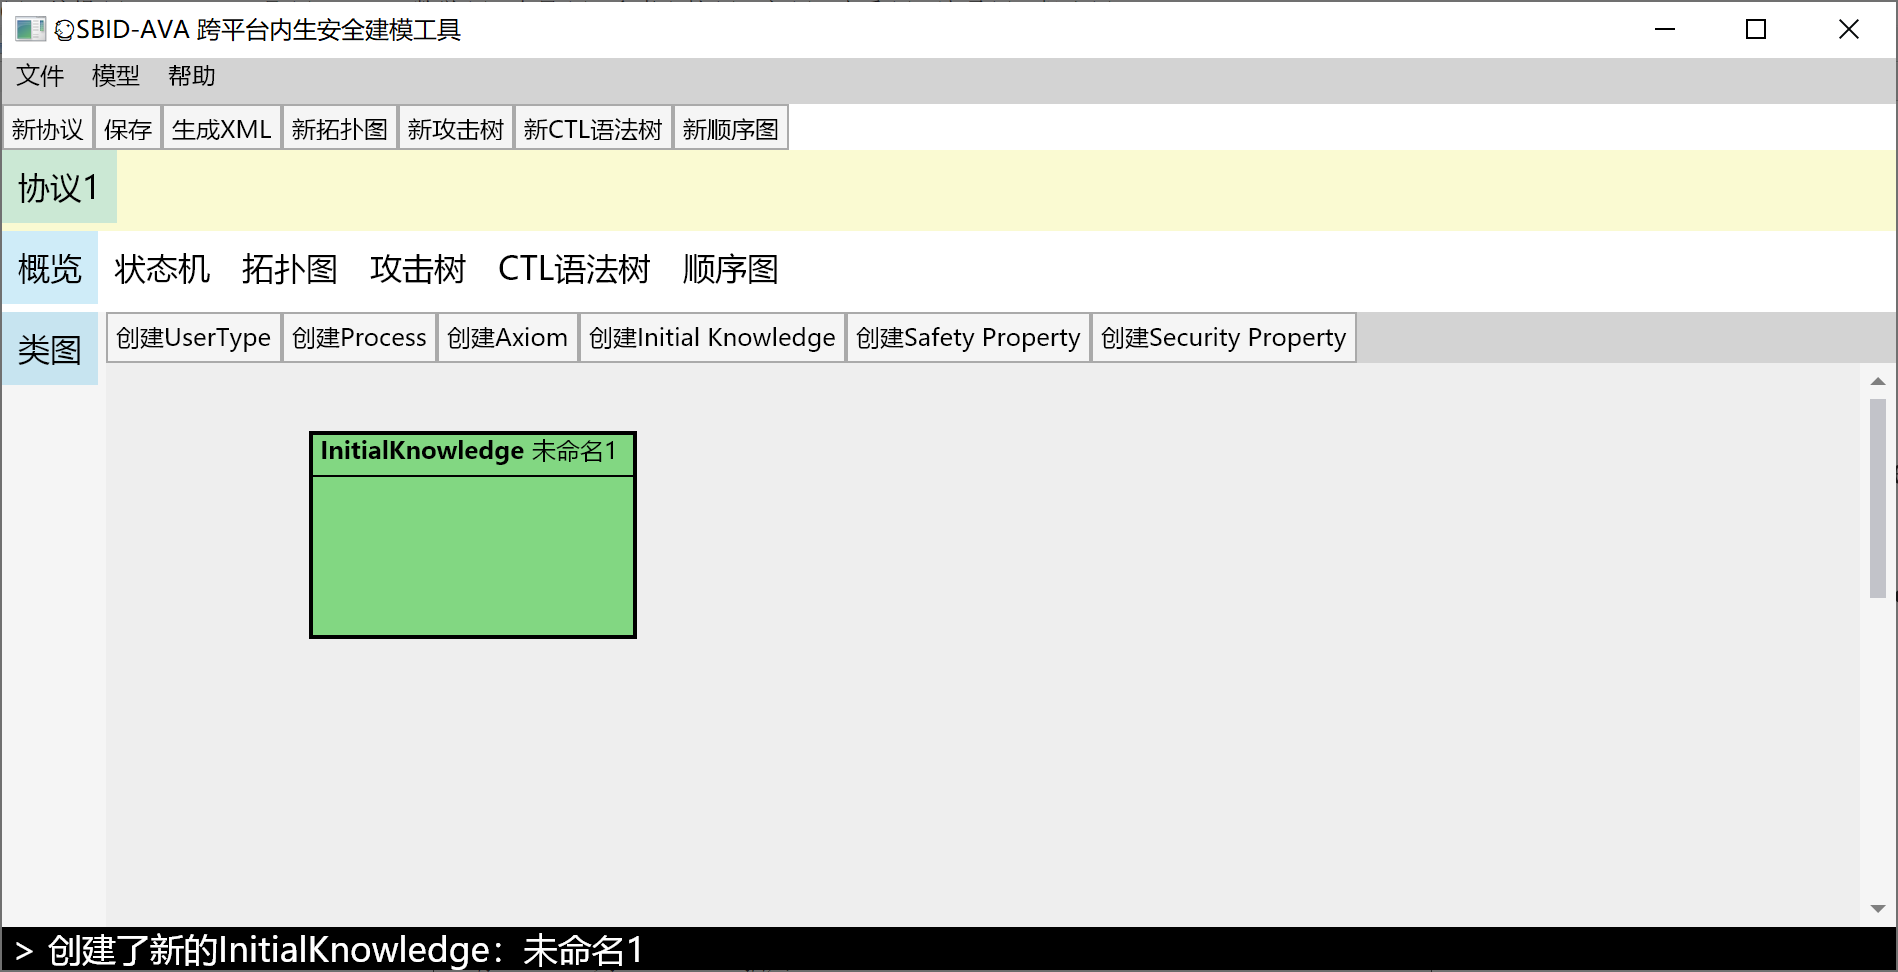 SBID-AVA 跨平台内生安全建模工具
文件 模型 帮助
新协议 保存 生成XML 新拓扑图 新攻击树 新CTL语法树 新顺序图
协议1
概览 状态机 拓扑图 攻击树 CTL语法树 顺序图
类图 创建UserType 创建Process 创建Axiom 创建Initial Knowledge 创建Safety Property 创建Security Property
InitialKnowledge 未命名1
> 创建了新的InitialKnowledge：未命名1